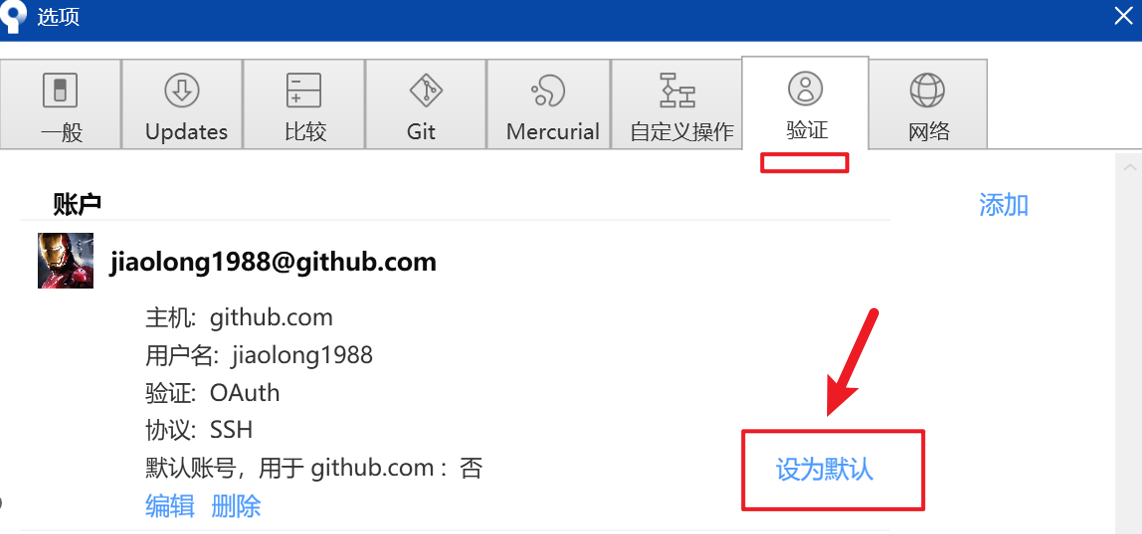 选项
一般 Updates 比较 Git Mercurial 自定义操作 验证 网络
账户 添加
jiaolong1988@github.com
主机: github.com
用户名: jiaolong1988
验证: OAuth
协议: SSH
默认账号，用于 github.com : 否 设为默认
编辑 删除